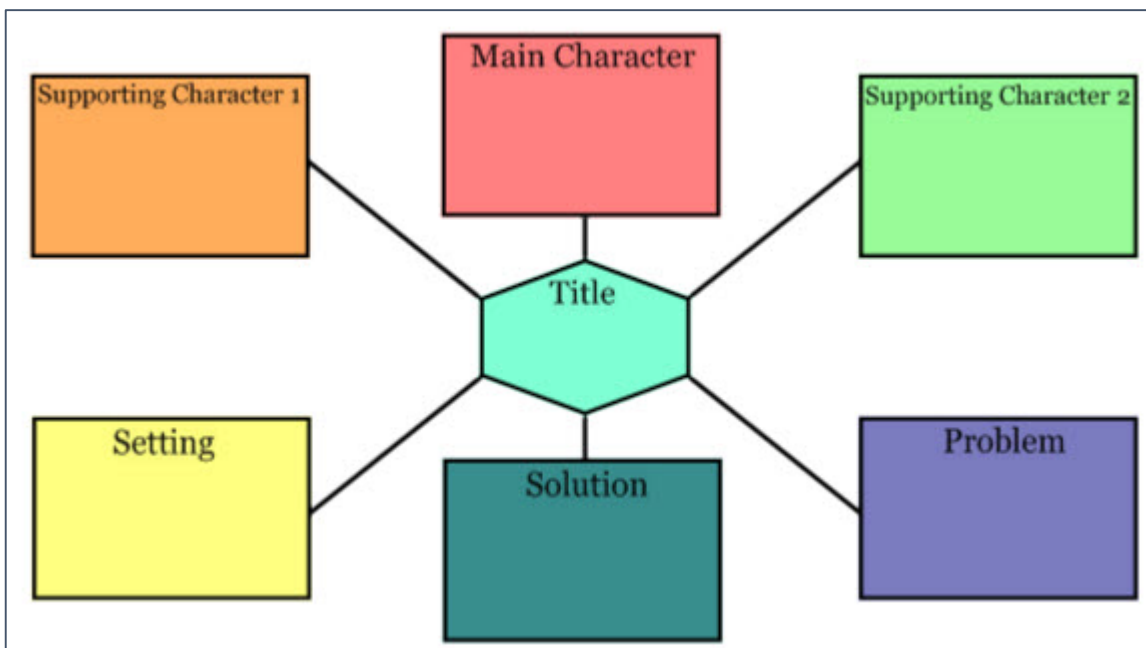 Main Character
Supporting Character 1
Supporting Character 2
Title
Setting
Solution
Problem